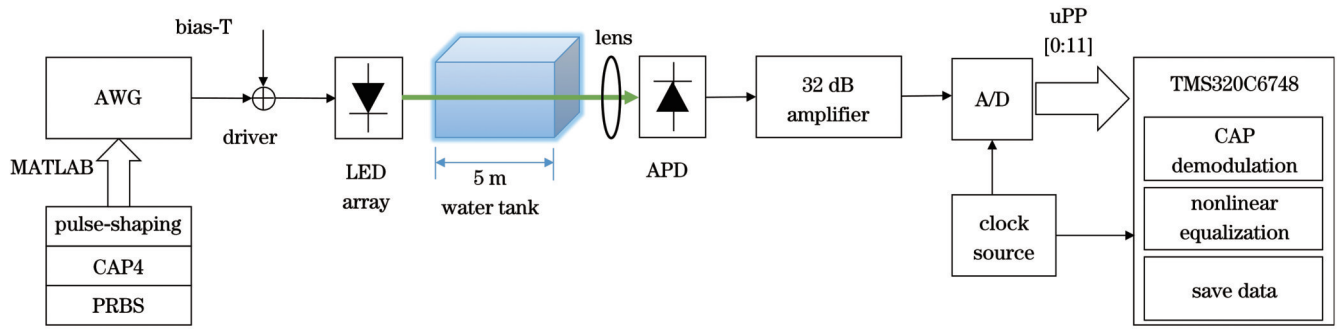 bias-T
AWG
driver
MATLAB
pulse-shaping
CAP4
PRBS
LED
array
5 m
water tank
lens
APD
32 dB
amplifier
A/D
clock
source
uPP
[0:11]
TMS320C6748
CAP
demodulation
nonlinear
equalization
save data